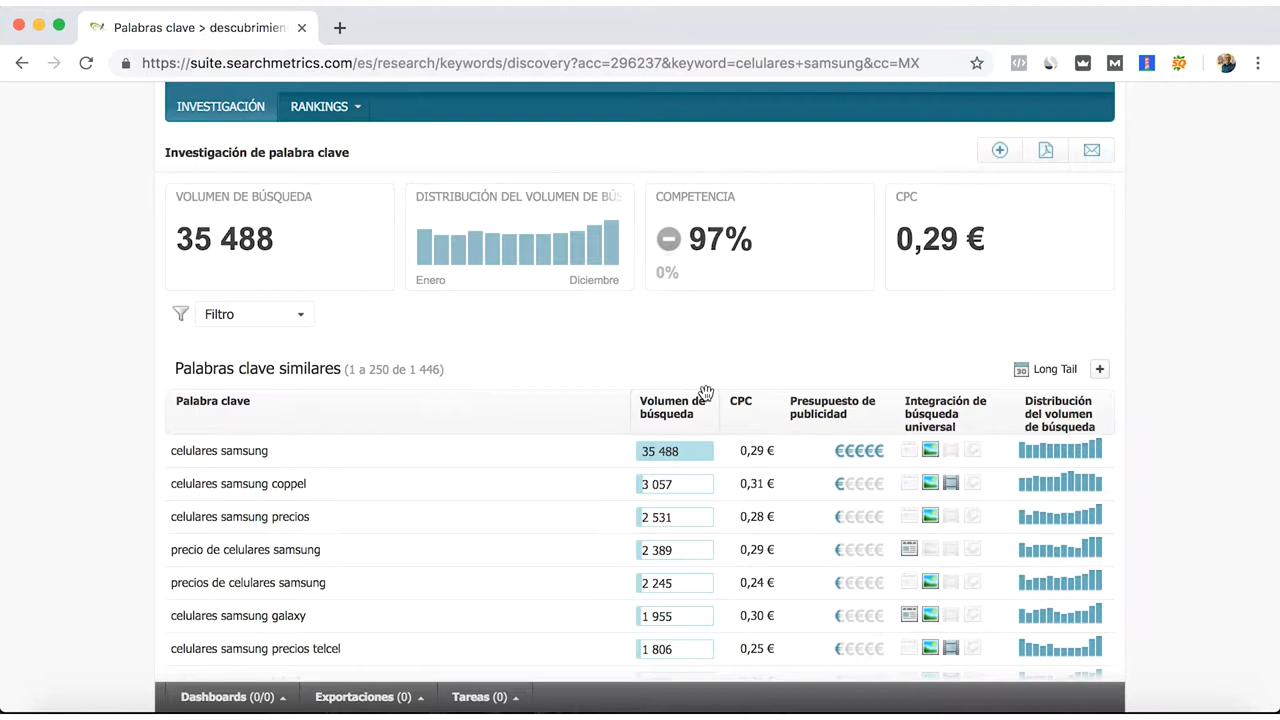 Palabras clave > descubrimien
https://suite.searchmetrics.com/es/research/keywords/discovery?acc=296237&keyword=celulares+samsung&cc=MX
INVESTIGACIÓN RANKINGS
Investigación de palabra clave
VOLUMEN DE BÚSQUEDA
35 488
DISTRIBUCIÓN DEL VOLUMEN DE BÚS
Enero Diciembre
COMPETENCIA
97%
0%
CPC
0,29 €
Filtro
Palabras clave similares (1 a 250 de 1 446)
30 Long Tail +
Palabra clave
Volumen de
búsqueda
CPC
Presupuesto de
publicidad
Integración de
búsqueda
universal
Distribución
del volumen
de búsqueda
celulares samsung 35 488 0,29 € €€€€€
celulares samsung coppel 3 057 0,31 € €€€€€
celulares samsung precios 2 531 0,28 € €€€€€
precio de celulares samsung 2 389 0,29 € €€€€€
precios de celulares samsung 2 245 0,24 € €€€€€
celulares samsung galaxy 1 955 0,30 € €€€€€
celulares samsung precios telcel 1 806 0,25 € €€€€€
Dashboards (0/0) Exportaciones (0) Tareas (0)